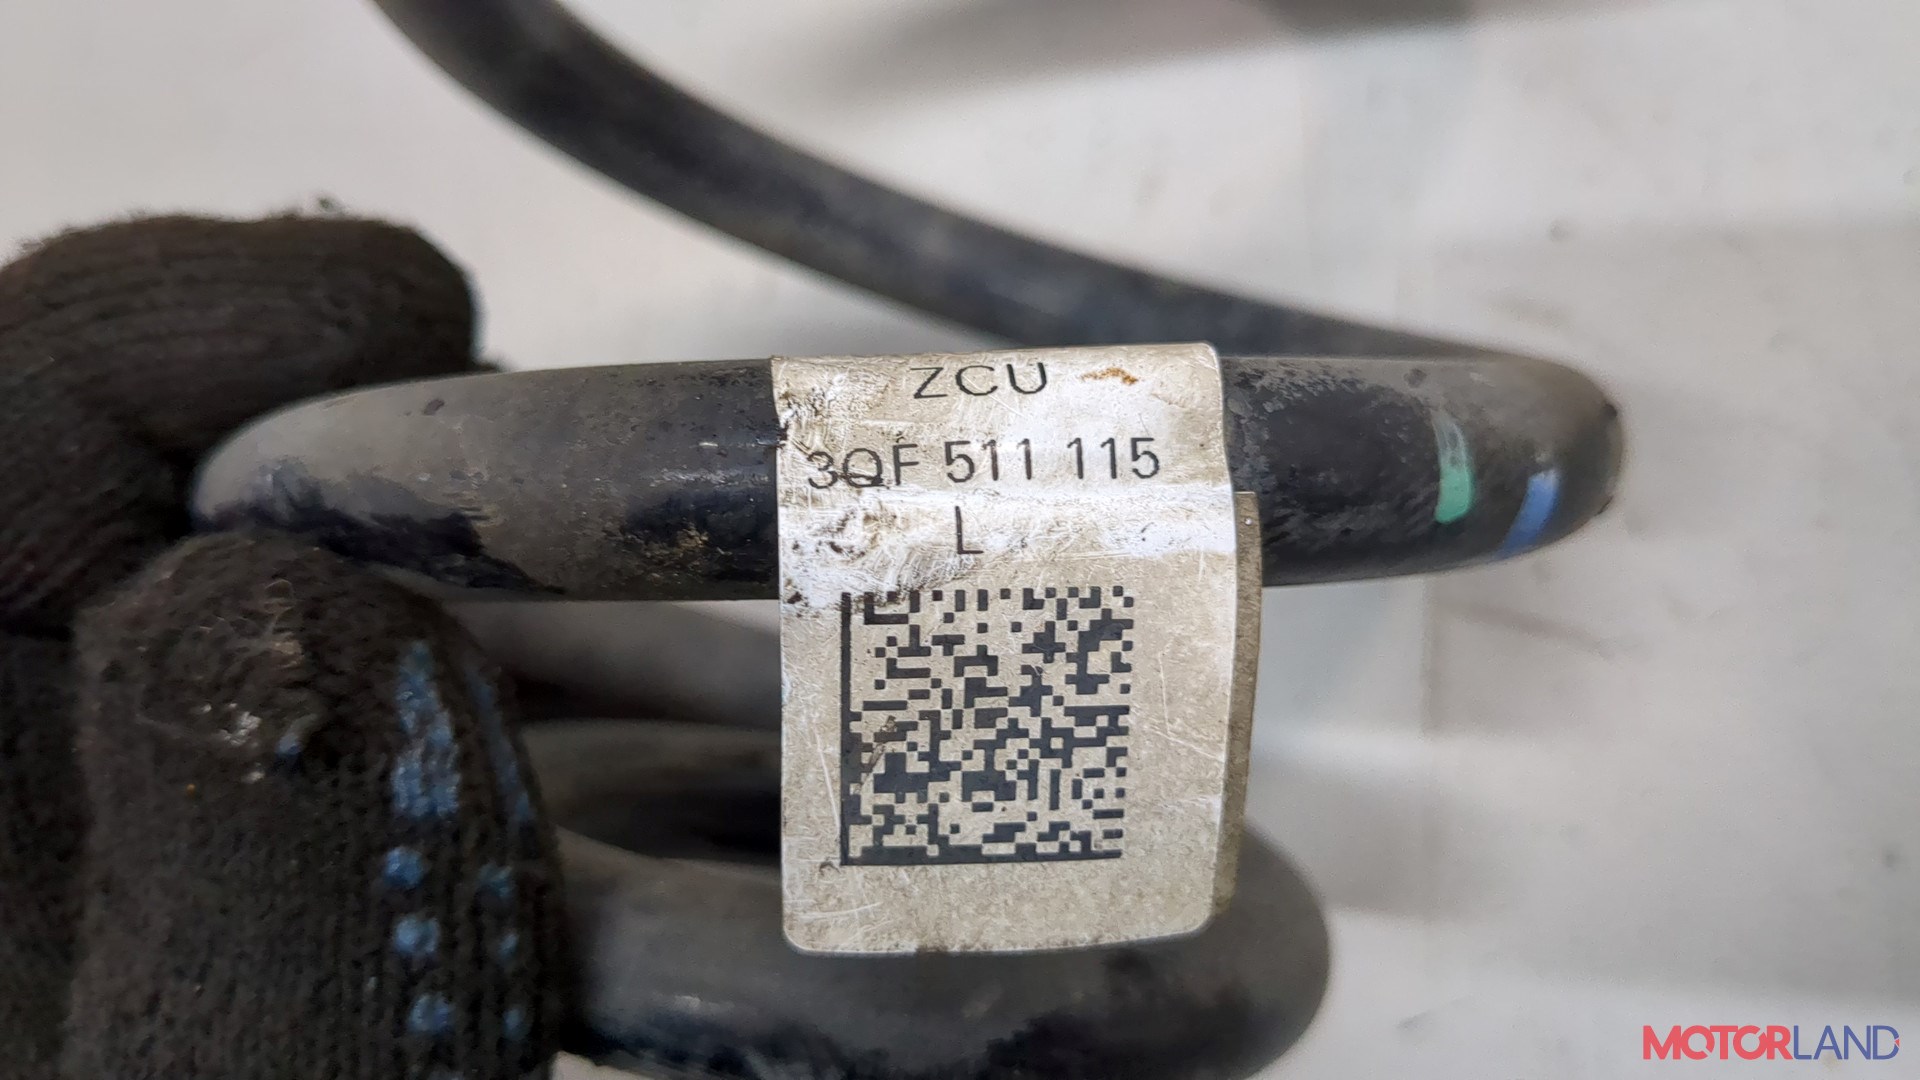 ZCU
3QF 511 115
L
MOTORLAND